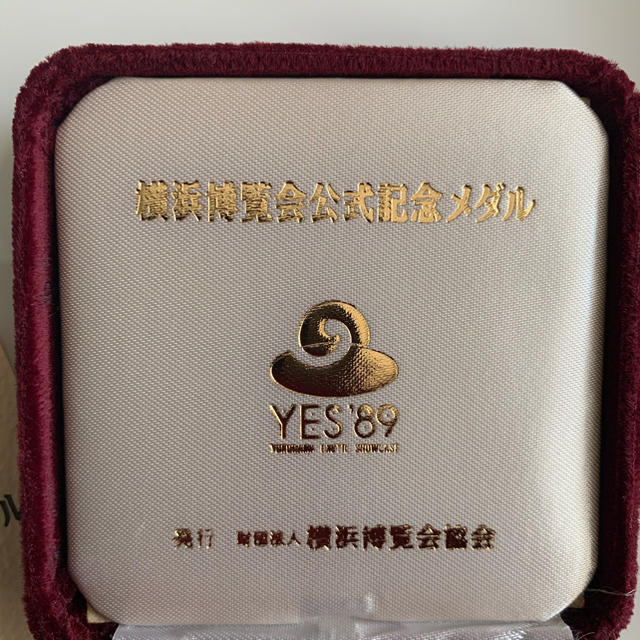 横浜博覧会公式記念メダル
YES'89
YOKOHAMA EXOTIC SHOWCASE
発行 財団法人 横浜博覧会協会
ル